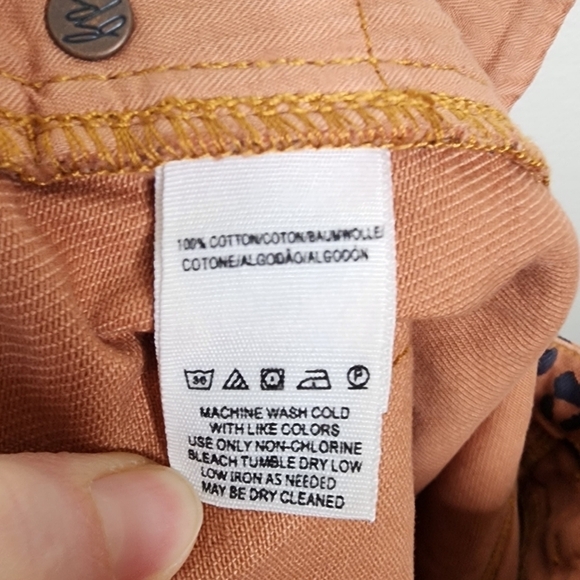 100% COTTON/COTON/BAUMWOLLE/
COTONE/ALGODÃO/ALGODÓN
30
P
MACHINE WASH COLD
WITH LIKE COLORS
USE ONLY NON-CHLORINE
BLEACH TUMBLE DRY LOW
LOW IRON AS NEEDED
MAY BE DRY CLEANED